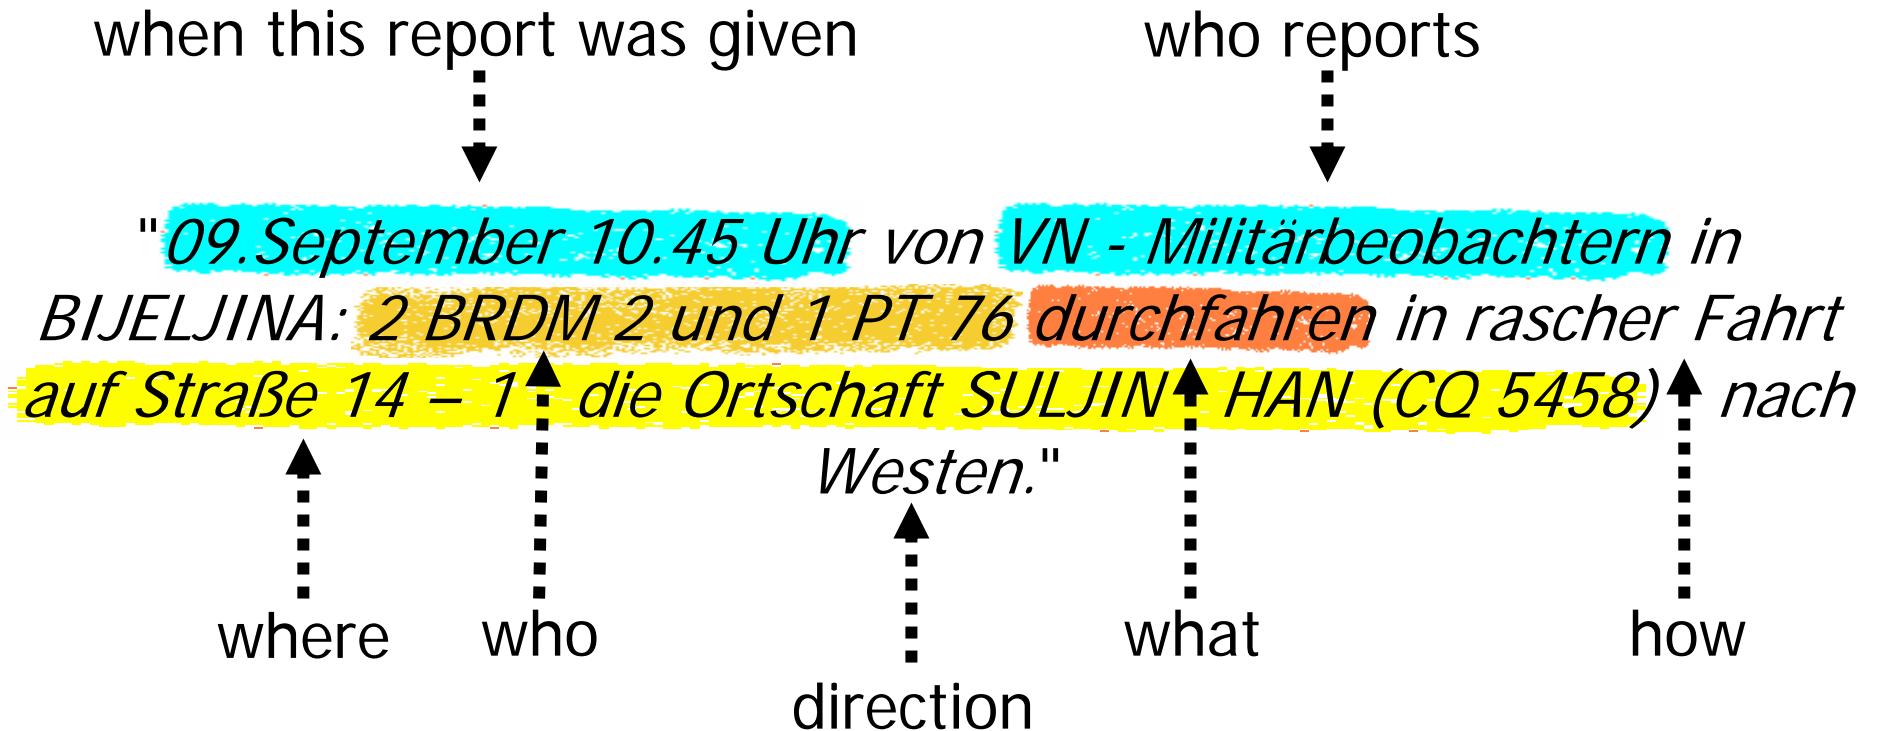 when this report was given who reports
"09.September 10.45 Uhr von VN - Militärbeobachtern in
BIJELJINA: 2 BRDM 2 und 1 PT 76 durchfahren in rascher Fahrt
auf Straße 14 – 1 die Ortschaft SULJIN HAN (CQ 5458) nach
Westen."
where who what how
direction